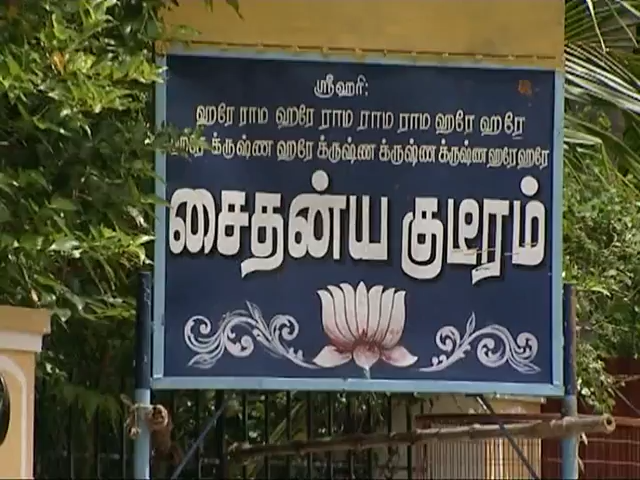 ஸ்ரீஹரி:
ஹரே ராம ஹரே ராம ராம ராம ஹரே ஹரே
ஹரே க்ருஷ்ண ஹரே க்ருஷ்ண க்ருஷ்ண க்ருஷ்ண ஹரே ஹரே
சைதன்ய குடீரம்